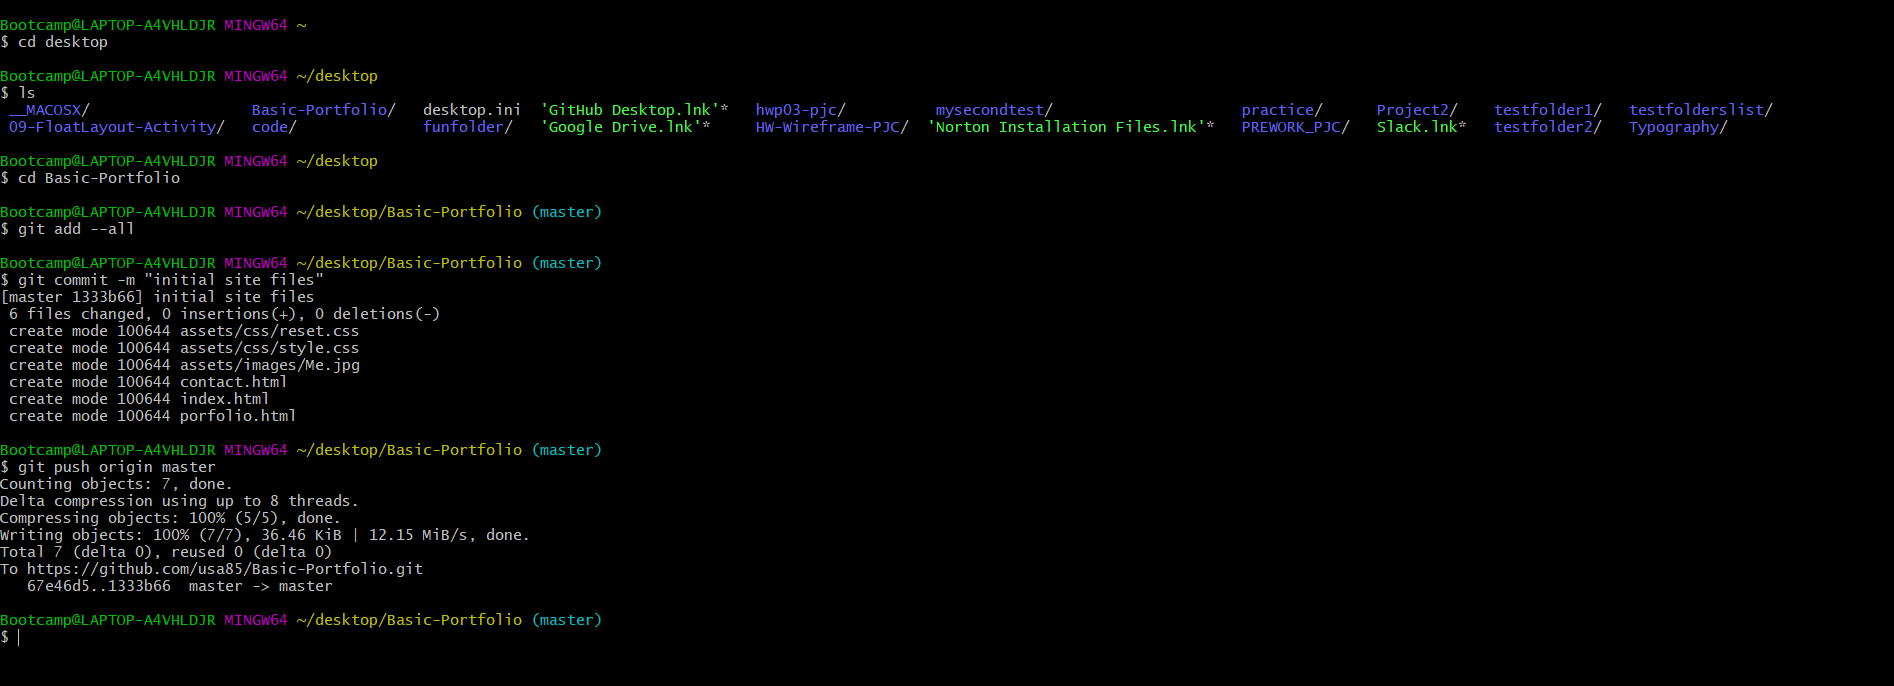 Bootcamp@LAPTOP-A4VHLDJR MINGW64 ~
$ cd desktop
Bootcamp@LAPTOP-A4VHLDJR MINGW64 ~/desktop
$ ls
__MACOSX/ Basic-Portfolio/ desktop.ini 'GitHub Desktop.lnk'* hwp03-pjc/ mysecondtest/ practice/ Project2/ testfolder1/ testfolderslist/
09-FloatLayout-Activity/ code/ funfolder/ 'Google Drive.lnk'* HW-Wireframe-PJC/ 'Norton Installation Files.lnk'* PREWORK_PJC/ Slack.lnk* testfolder2/ Typography/
Bootcamp@LAPTOP-A4VHLDJR MINGW64 ~/desktop
$ cd Basic-Portfolio
Bootcamp@LAPTOP-A4VHLDJR MINGW64 ~/desktop/Basic-Portfolio (master)
$ git add --all
Bootcamp@LAPTOP-A4VHLDJR MINGW64 ~/desktop/Basic-Portfolio (master)
$ git commit -m "initial site files"
[master 1333b66] initial site files
6 files changed, 0 insertions(+), 0 deletions(-)
create mode 100644 assets/css/reset.css
create mode 100644 assets/css/style.css
create mode 100644 assets/images/Me.jpg
create mode 100644 contact.html
create mode 100644 index.html
create mode 100644 porfolio.html
Bootcamp@LAPTOP-A4VHLDJR MINGW64 ~/desktop/Basic-Portfolio (master)
$ git push origin master
Counting objects: 7, done.
Delta compression using up to 8 threads.
Compressing objects: 100% (5/5), done.
Writing objects: 100% (7/7), 36.46 KiB | 12.15 MiB/s, done.
Total 7 (delta 0), reused 0 (delta 0)
To https://github.com/usa85/Basic-Portfolio.git
67e46d5..1333b66 master -> master
Bootcamp@LAPTOP-A4VHLDJR MINGW64 ~/desktop/Basic-Portfolio (master)
$